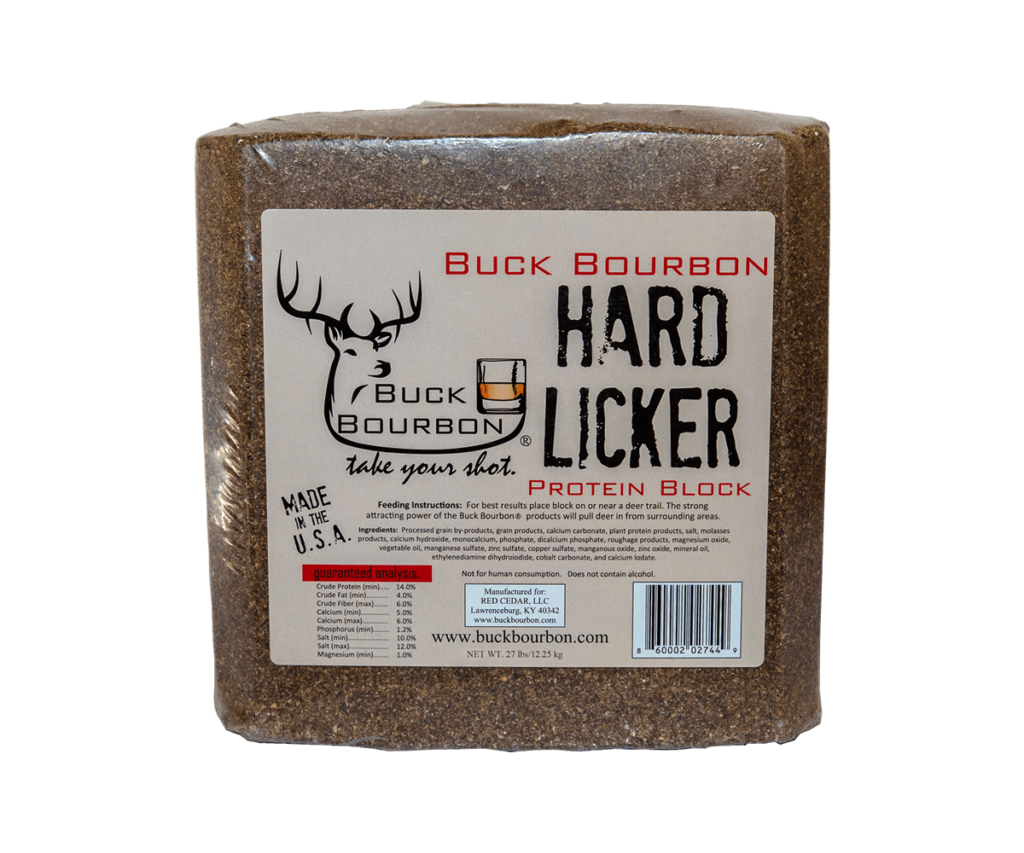 BUCK BOURBON
HARD
LICKER
PROTEIN BLOCK
BUCK
BOURBON
®
take your shot.
MADE
IN THE
U.S.A.
Feeding Instructions: For best results place block on or near a deer trail. The strong
attracting power of the Buck Bourbon® products will pull deer in from surrounding areas.
Ingredients: Processed grain by-products, grain products, calcium carbonate, plant protein products, salt, molasses
products, calcium hydroxide, monocalcium, phosphate, dicalcium phosphate, roughage products, magnesium oxide,
vegetable oil, manganese sulfate, zinc sulfate, copper sulfate, manganous oxide, zinc oxide, mineral oil,
ethylenediamine dihydroiodide, cobalt carbonate, and calcium Iodate.
guaranteed analysis.
Crude Protein (min)..... 14.0%
Crude Fat (min).......... 4.0%
Crude Fiber (max)....... 6.0%
Calcium (min)............. 5.0%
Calcium (max)............ 6.0%
Phosphorus (min)........ 1.2%
Salt (min)................... 10.0%
Salt (max)................... 12.0%
Magnesium (min)........ 1.0%
Not for human consumption. Does not contain alcohol.
Manufactured for:
RED CEDAR, LLC
Lawrenceburg, KY 40342
www.buckbourbon.com
www.buckbourbon.com
NET WT. 27 lbs/12.25 kg
8 60002 02744 9